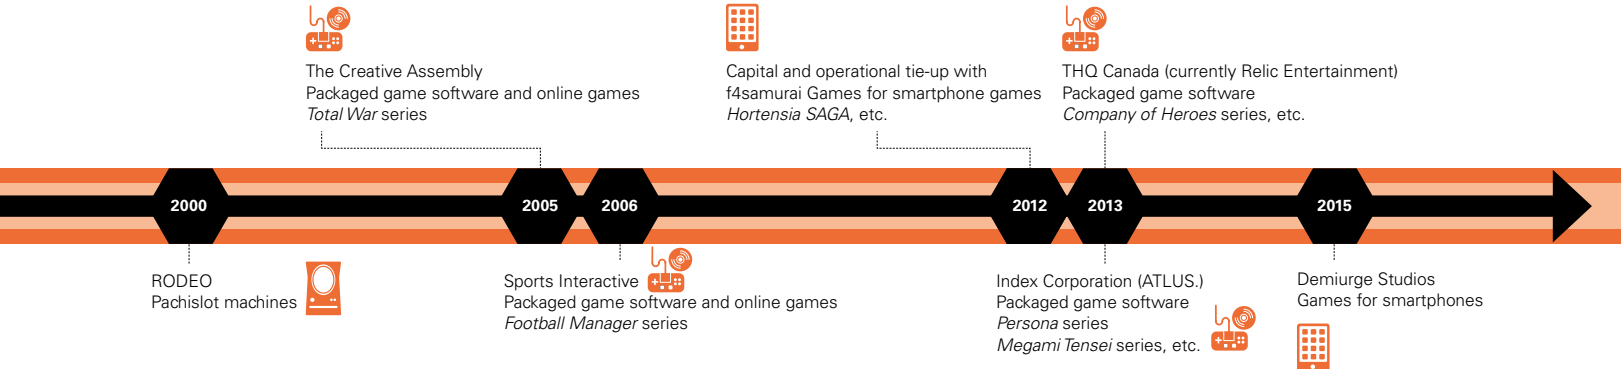 The Creative Assembly
Packaged game software and online games
Total War series
Capital and operational tie-up with
f4samurai Games for smartphone games
Hortensia SAGA, etc.
THQ Canada (currently Relic Entertainment)
Packaged game software
Company of Heroes series, etc.
2000
2005
2006
2012
2013
2015
RODEO
Pachislot machines
Sports Interactive
Packaged game software and online games
Football Manager series
Index Corporation (ATLUS.)
Packaged game software
Persona series
Megami Tensei series, etc.
Demiurge Studios
Games for smartphones